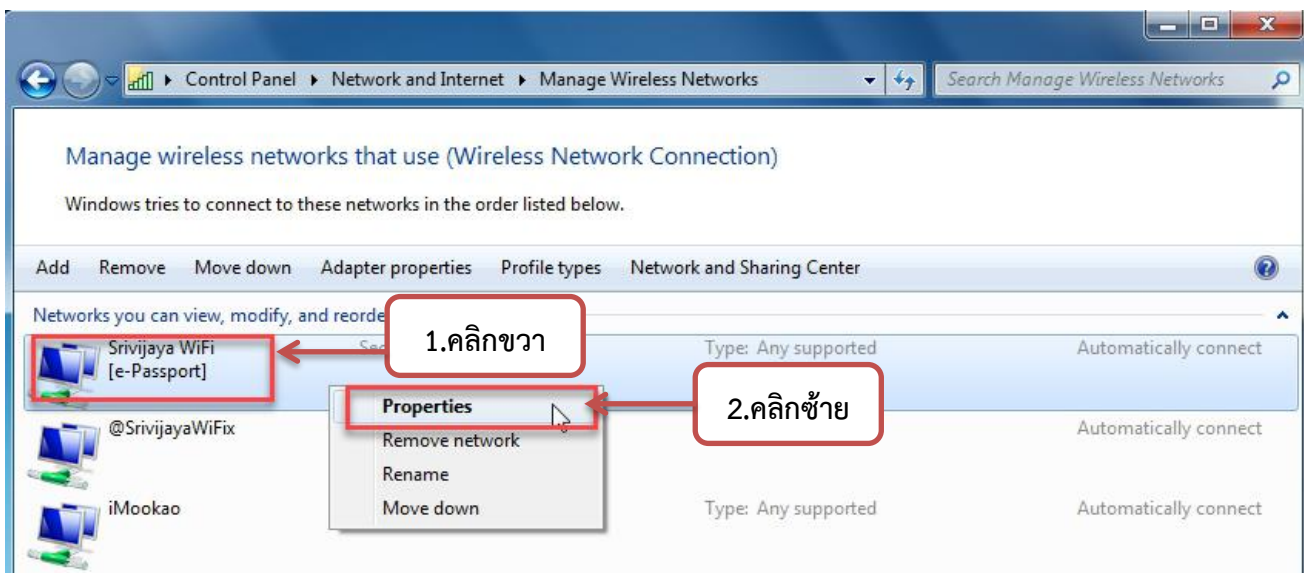 Control Panel ▸ Network and Internet ▸ Manage Wireless Networks
Search Manage Wireless Networks
Manage wireless networks that use (Wireless Network Connection)
Windows tries to connect to these networks in the order listed below.
Add Remove Move down Adapter properties Profile types Network and Sharing Center
Networks you can view, modify, and
1.คลิกขวา
Srivijaya WiFi Type: Any supported Automatically connect
[e-Passport]
Properties
2.คลิกซ้าย
@SrivijayaWiFix Automatically connect
Remove network
Rename
iMookao Type: Any supported Automatically connect
Move down